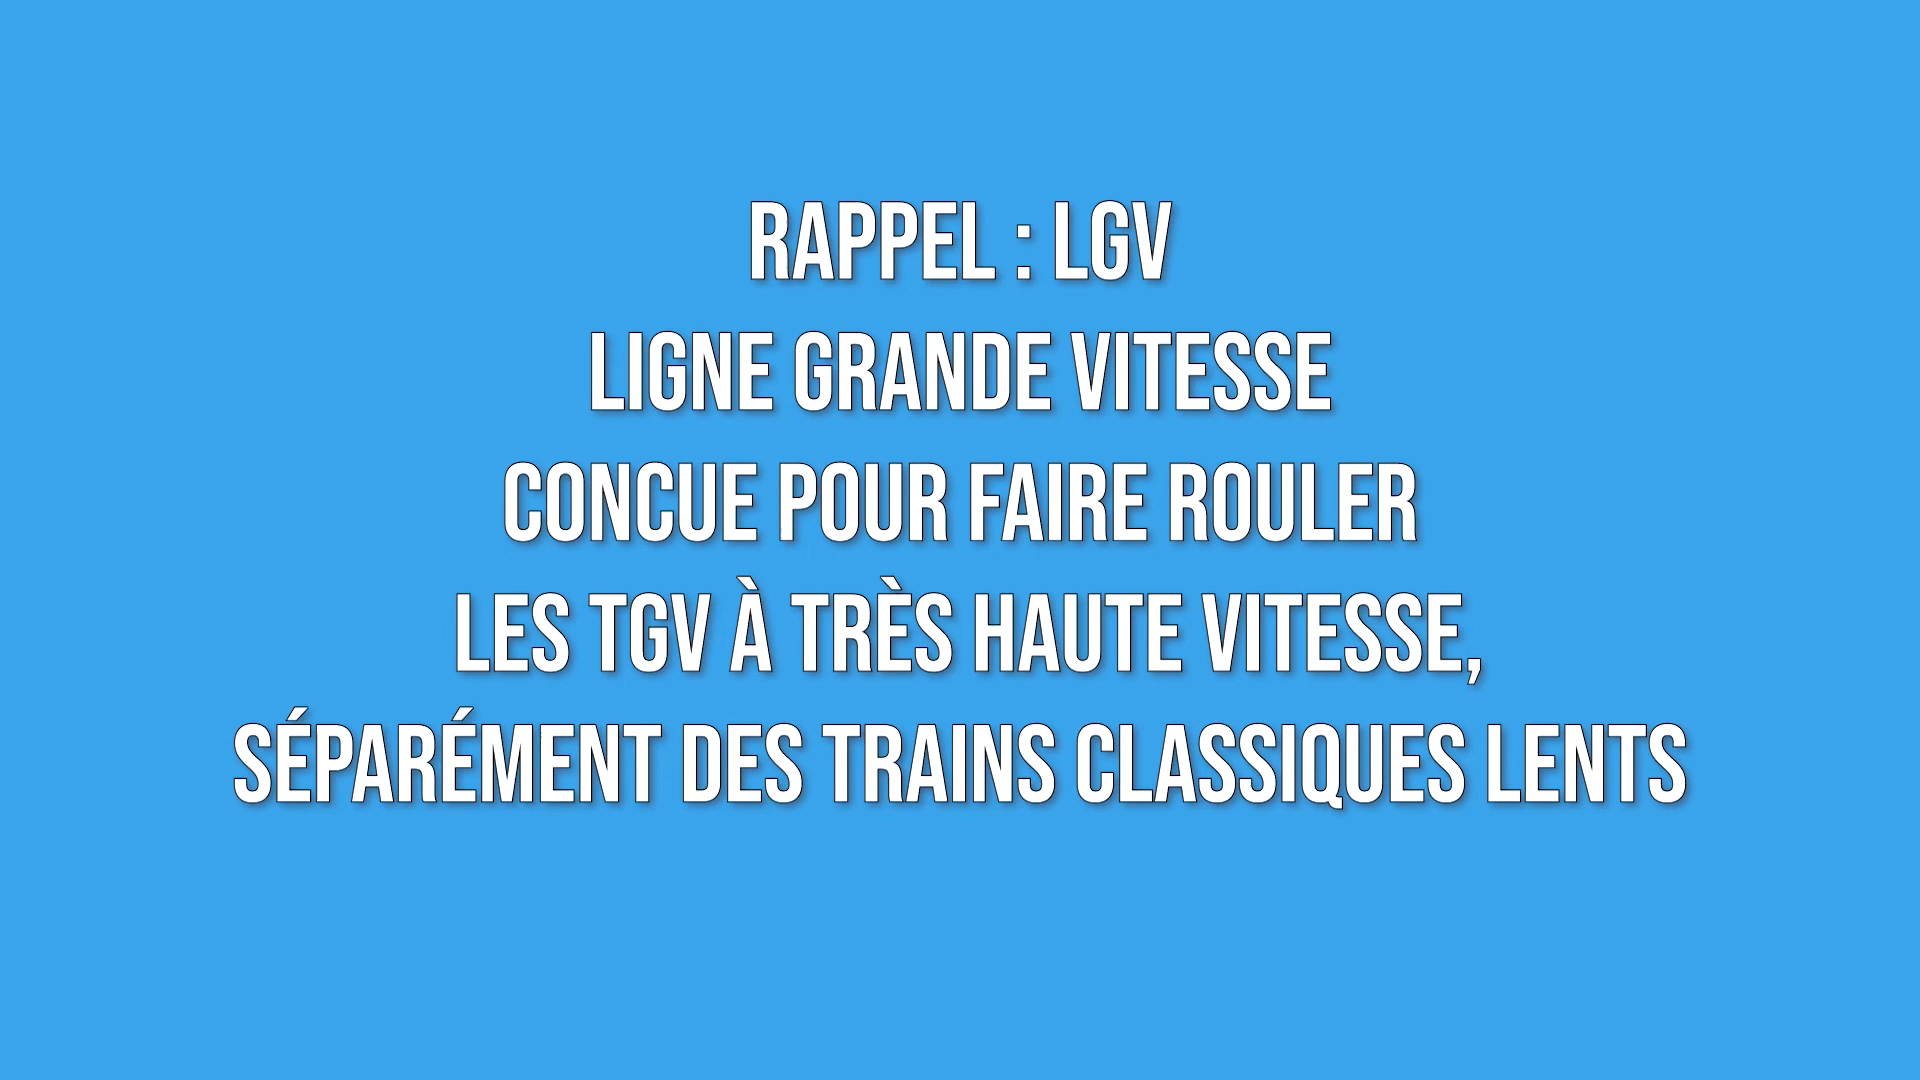 RAPPEL : LGV
LIGNE GRANDE VITESSE
CONCUE POUR FAIRE ROULER
LES TGV À TRÈS HAUTE VITESSE,
SÉPARÉMENT DES TRAINS CLASSIQUES LENTS